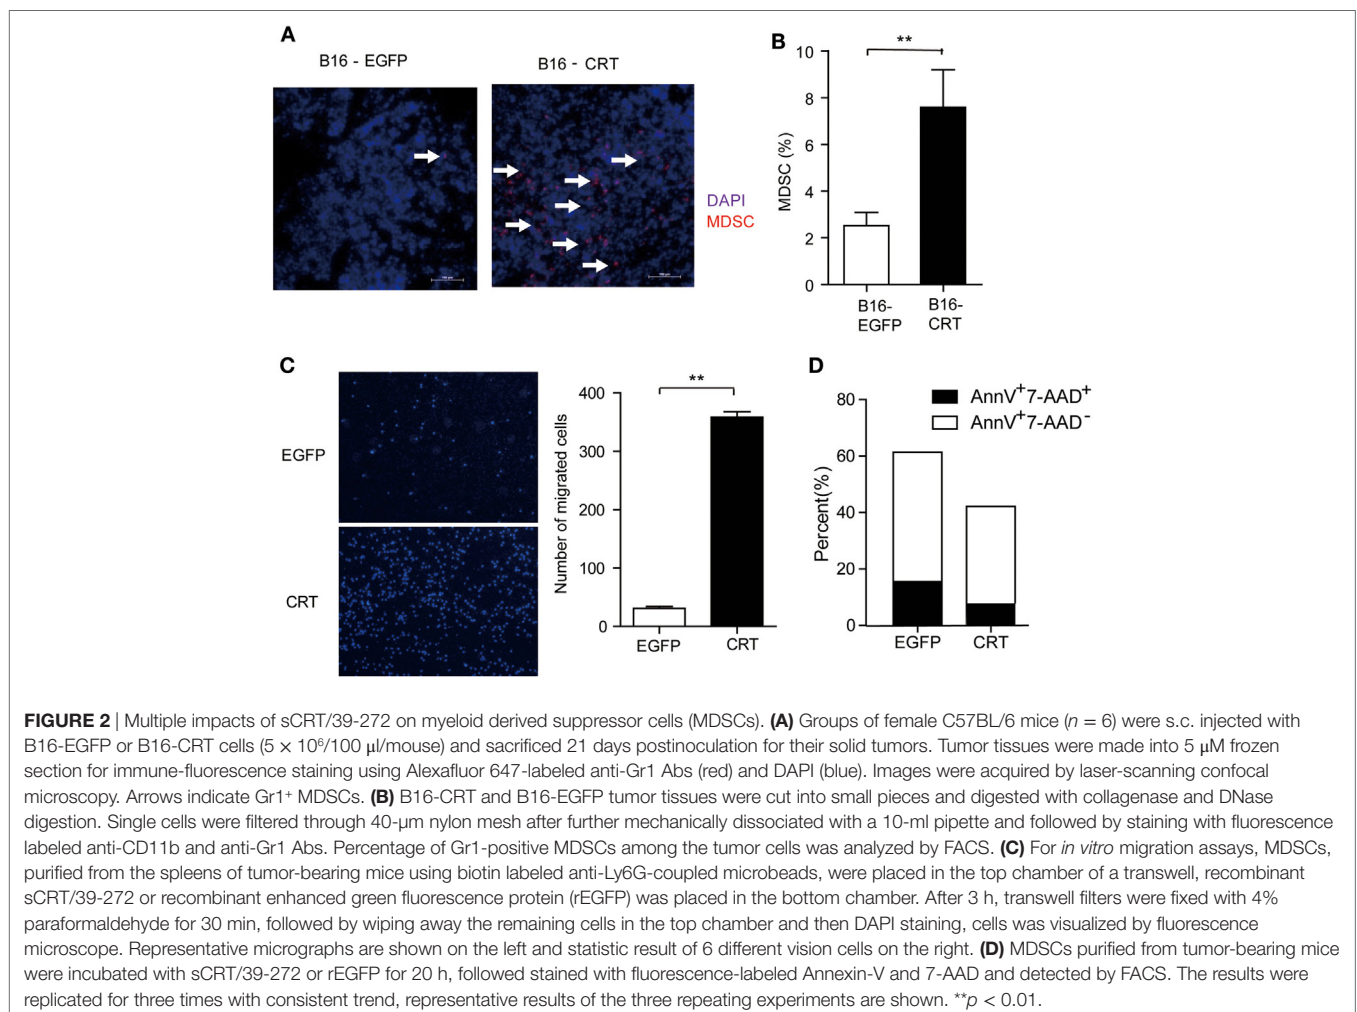 A
B16 - EGFP
B16 - CRT
DAPI
MDSC
B
**
10
8
6
4
2
0
MDSC (%)
B16-
EGFP
B16-
CRT
C
EGFP
CRT
**
400
300
200
100
0
Number of migrated cells
EGFP
CRT
D
AnnV+7-AAD+
AnnV+7-AAD-
80
60
40
20
0
Percent(%)
EGFP
CRT
FIGURE 2 | Multiple impacts of sCRT/39-272 on myeloid derived suppressor cells (MDSCs). (A) Groups of female C57BL/6 mice (n = 6) were s.c. injected with
B16-EGFP or B16-CRT cells (5 × 10⁶/100 μl/mouse) and sacrificed 21 days postinoculation for their solid tumors. Tumor tissues were made into 5 μM frozen
section for immune-fluorescence staining using Alexafluor 647-labeled anti-Gr1 Abs (red) and DAPI (blue). Images were acquired by laser-scanning confocal
microscopy. Arrows indicate Gr1⁺ MDSCs. (B) B16-CRT and B16-EGFP tumor tissues were cut into small pieces and digested with collagenase and DNase
digestion. Single cells were filtered through 40-μm nylon mesh after further mechanically dissociated with a 10-ml pipette and followed by staining with fluorescence
labeled anti-CD11b and anti-Gr1 Abs. Percentage of Gr1-positive MDSCs among the tumor cells was analyzed by FACS. (C) For in vitro migration assays, MDSCs,
purified from the spleens of tumor-bearing mice using biotin labeled anti-Ly6G-coupled microbeads, were placed in the top chamber of a transwell, recombinant
sCRT/39-272 or recombinant enhanced green fluorescence protein (rEGFP) was placed in the bottom chamber. After 3 h, transwell filters were fixed with 4%
paraformaldehyde for 30 min, followed by wiping away the remaining cells in the top chamber and then DAPI staining, cells was visualized by fluorescence
microscope. Representative micrographs are shown on the left and statistic result of 6 different vision cells on the right. (D) MDSCs purified from tumor-bearing mice
were incubated with sCRT/39-272 or rEGFP for 20 h, followed stained with fluorescence-labeled Annexin-V and 7-AAD and detected by FACS. The results were
replicated for three times with consistent trend, representative results of the three repeating experiments are shown. **p < 0.01.